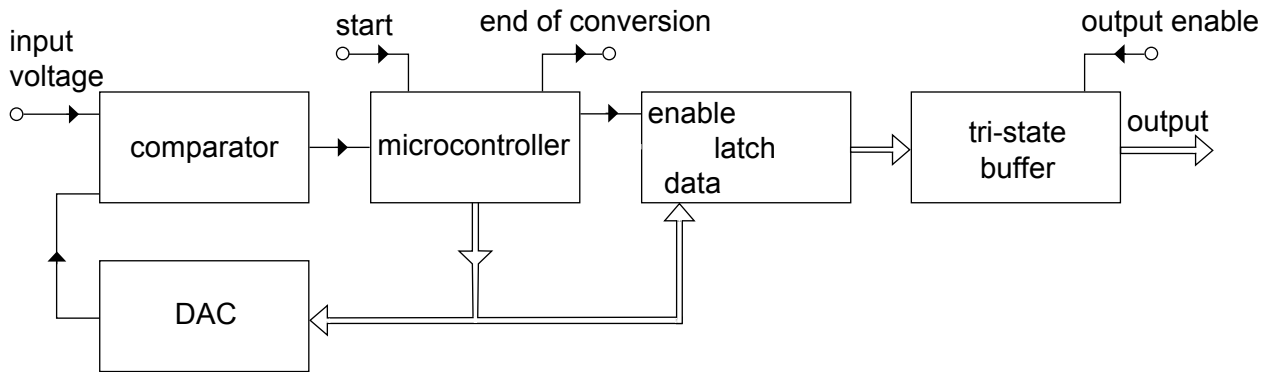 input
voltage
start
end of conversion
output enable
comparator
microcontroller
enable
latch
data
tri-state
buffer
output
DAC